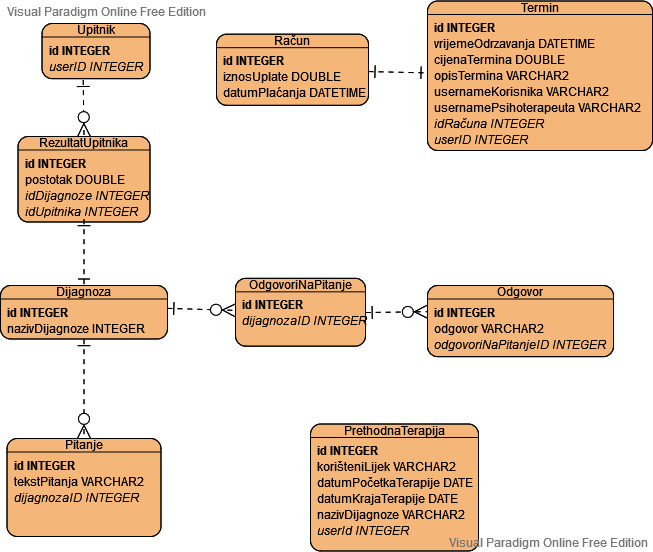 Visual Paradigm Online Free Edition
Upitnik
id INTEGER
userID INTEGER
Račun
id INTEGER
iznosUplate DOUBLE
datumPlaćanja DATETIME
Termin
id INTEGER
vrijemeOdrzavanja DATETIME
cijenaTermina DOUBLE
opisTermina VARCHAR2
usernameKorisnika VARCHAR2
usernamePsihoterapeuta VARCHAR2
idRačuna INTEGER
userID INTEGER
RezultatUpitnika
id INTEGER
postotak DOUBLE
idDijagnoze INTEGER
idUpitnika INTEGER
Dijagnoza
id INTEGER
nazivDijagnoze INTEGER
OdgovoriNaPitanje
id INTEGER
dijagnozaID INTEGER
Odgovor
id INTEGER
odgovor VARCHAR2
odgovoriNaPitanjeID INTEGER
Pitanje
id INTEGER
tekstPitanja VARCHAR2
dijagnozaID INTEGER
PrethodnaTerapija
id INTEGER
korišteniLijek VARCHAR2
datumPočetkaTerapije DATE
datumKrajaTerapije DATE
nazivDijagnoze VARCHAR2
userId INTEGER
Visual Paradigm Online Free Edition